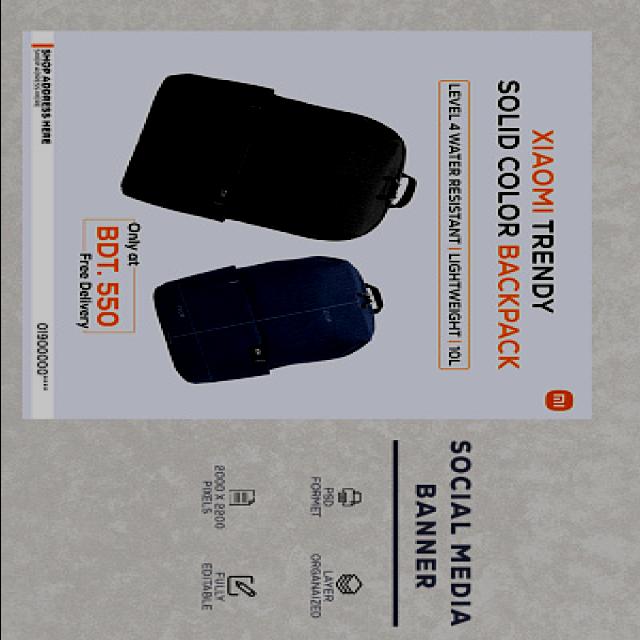 XIAOMI TRENDY
SOLID COLOR BACKPACK
LEVEL 4 WATER RESISTANT | LIGHTWEIGHT | 10L
Only at
BDT. 550
Free Delivery
SHOP ADDRESS HERE
SHOP ADDRESS HERE
01900000****
SOCIAL MEDIA
BANNER
PSD
FORMET
LAYER
ORGANIZED
2000 X 2200
PIXELS
FULLY
EDITABLE